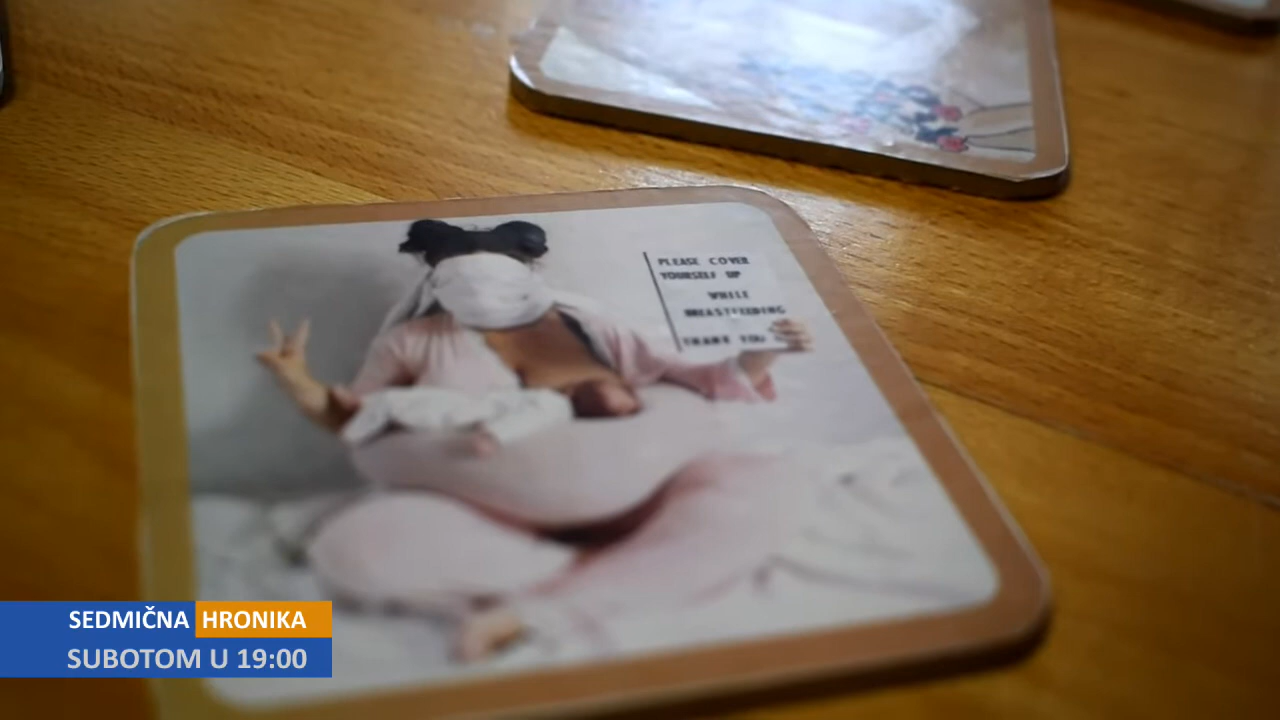 PLEASE COVER
YOURSELF UP
WHILE
BREASTFEEDING
THANK YOU
SEDMIČNA HRONIKA
SUBOTOM U 19:00